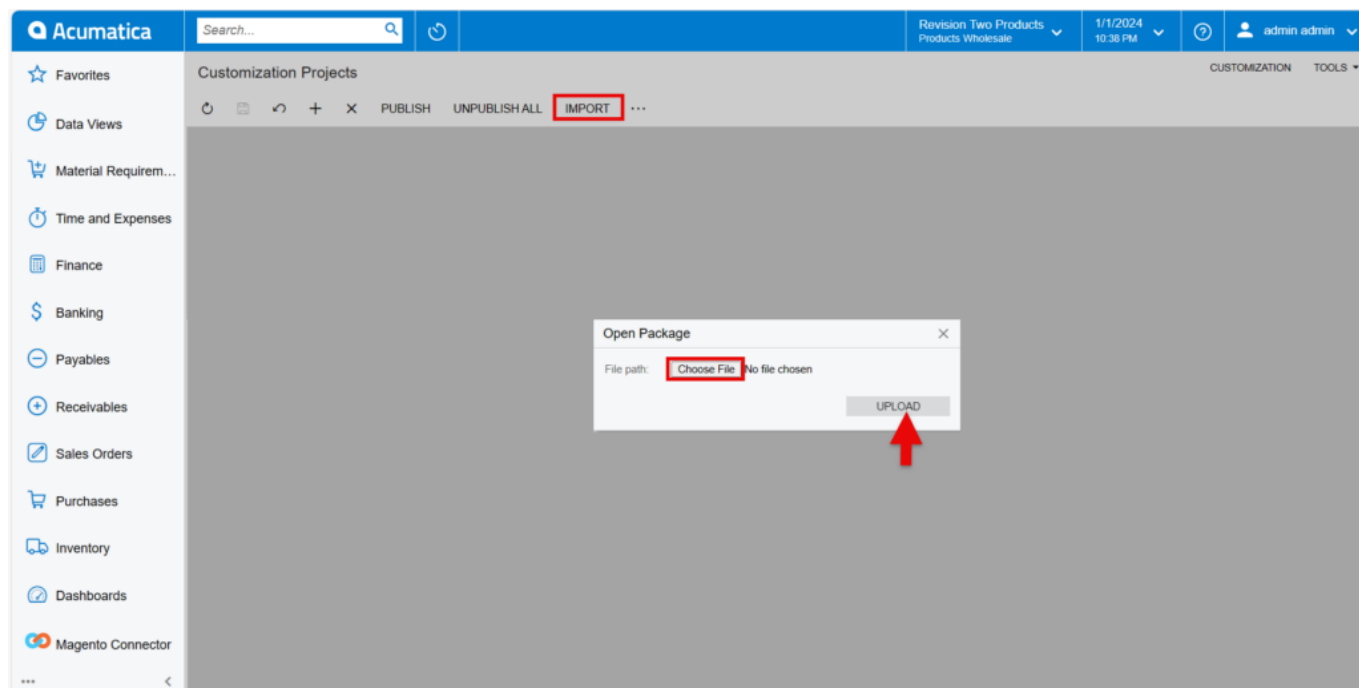 Acumatica
Search...
Revision Two Products
Products Wholesale
1/1/2024
10:38 PM
admin admin
Favorites
Data Views
Material Requirem...
Time and Expenses
Finance
Banking
Payables
Receivables
Sales Orders
Purchases
Inventory
Dashboards
Magento Connector
Customization Projects
CUSTOMIZATION TOOLS
PUBLISH UNPUBLISH ALL IMPORT ...
Open Package
File path: Choose File No file chosen
UPLOAD